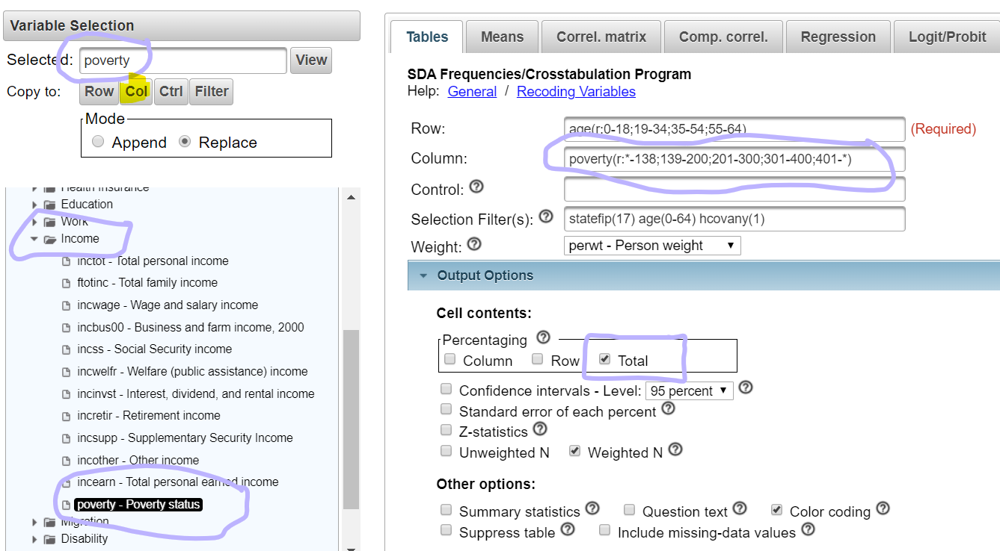 Variable Selection
Selected: poverty View
Copy to: Row Col Ctrl Filter
Mode
Append Replace
Health Insurance
Education
Work
Income
inctot - Total personal income
ftotinc - Total family income
incwage - Wage and salary income
incbus00 - Business and farm income, 2000
incss - Social Security income
incwelfr - Welfare (public assistance) income
incinvst - Interest, dividend, and rental income
incretir - Retirement income
incsupp - Supplementary Security Income
incother - Other income
incearn - Total personal earned income
poverty - Poverty status
Migration
Disability
Tables Means Correl. matrix Comp. correl. Regression Logit/Probit
SDA Frequencies/Crosstabulation Program
Help: General / Recoding Variables
Row: age(r:0-18;19-34;35-54;55-64) (Required)
Column: poverty(r:*-138;139-200;201-300;301-400;401-*)
Control: ?
Selection Filter(s): ? statefip(17) age(0-64) hcovany(1)
Weight: ? perwt - Person weight
Output Options
Cell contents:
Percentaging ?
Column Row Total
Confidence intervals - Level: 95 percent ?
Standard error of each percent ?
Z-statistics ?
Unweighted N Weighted N ?
Other options:
Summary statistics ? Question text ? Color coding ?
Suppress table ? Include missing-data values ?